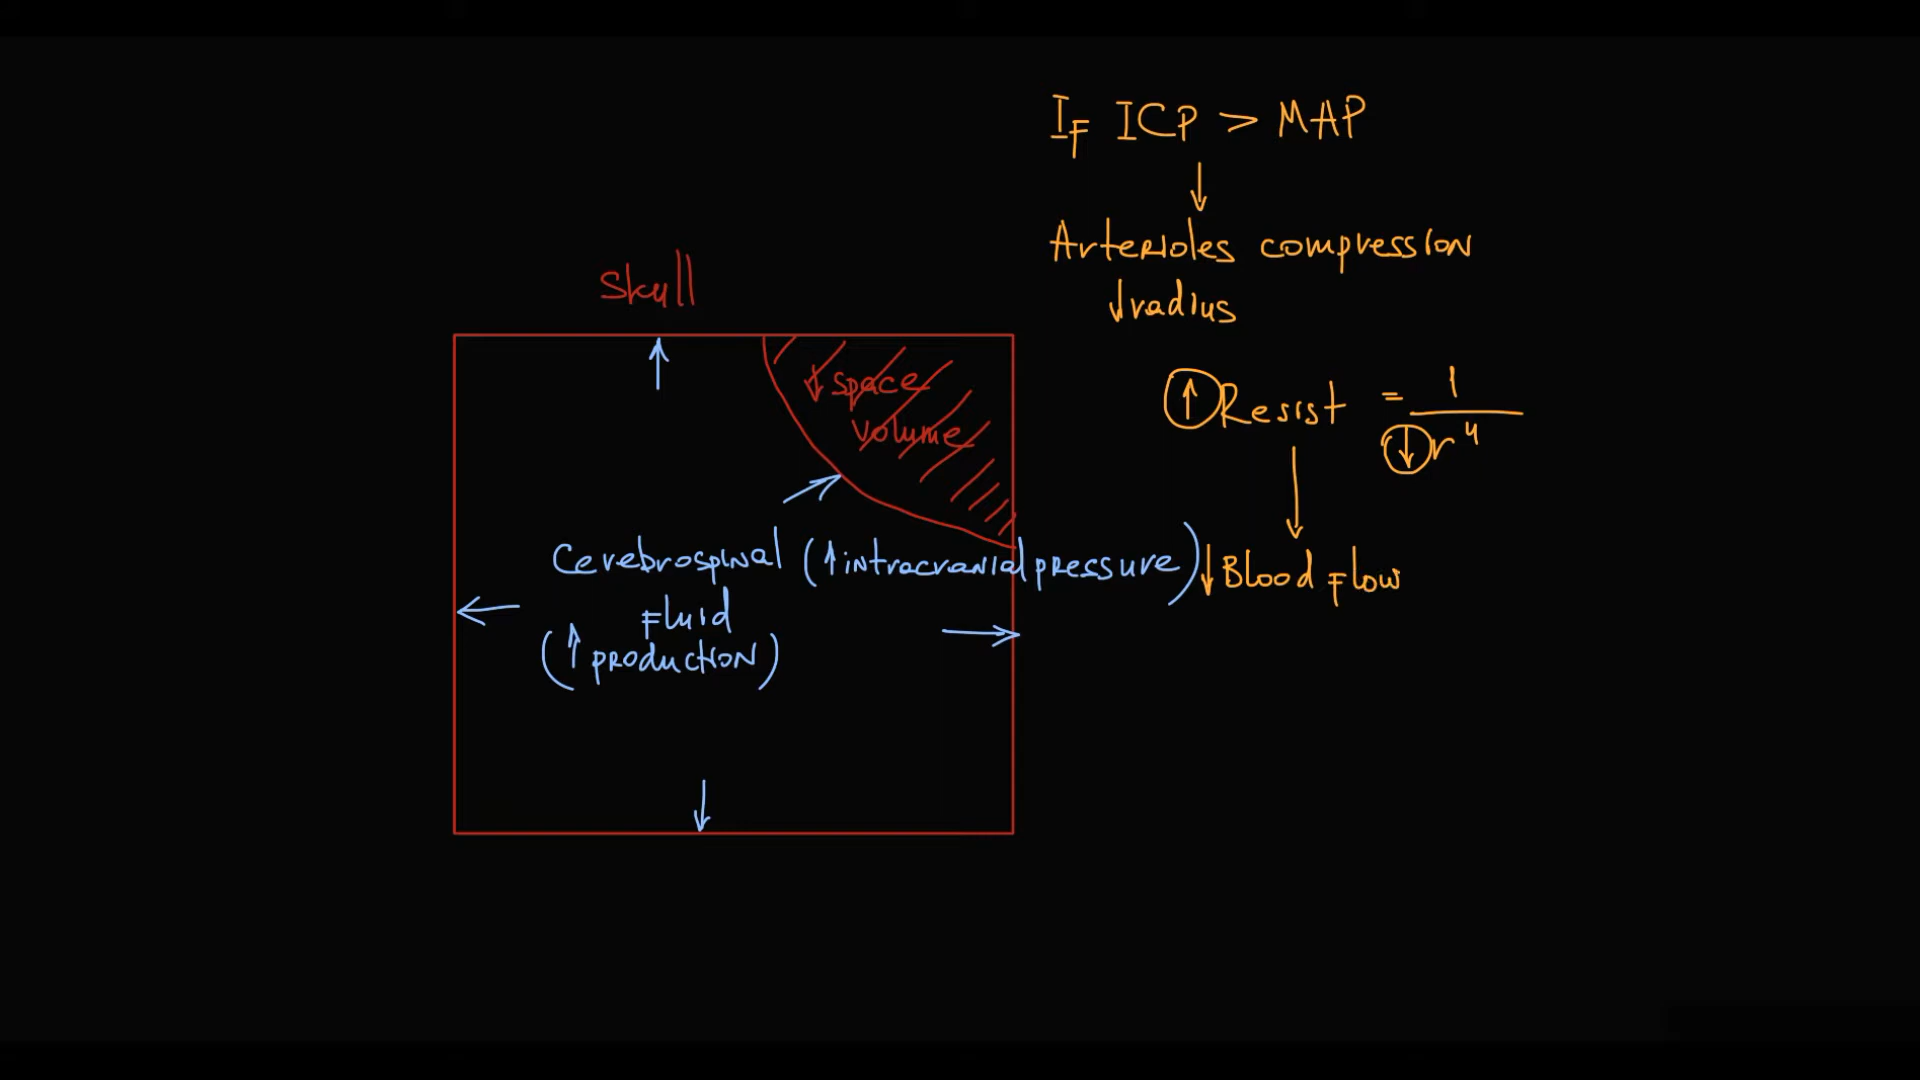 Skull
↓ space
volume
Cerebrospinal (↑ intracranial pressure)
Fluid
(↑ production)
IF ICP > MAP
↓
Arterioles compression
↓ radius
↑ Resist = 1
↓ r⁴
↓ Blood Flow